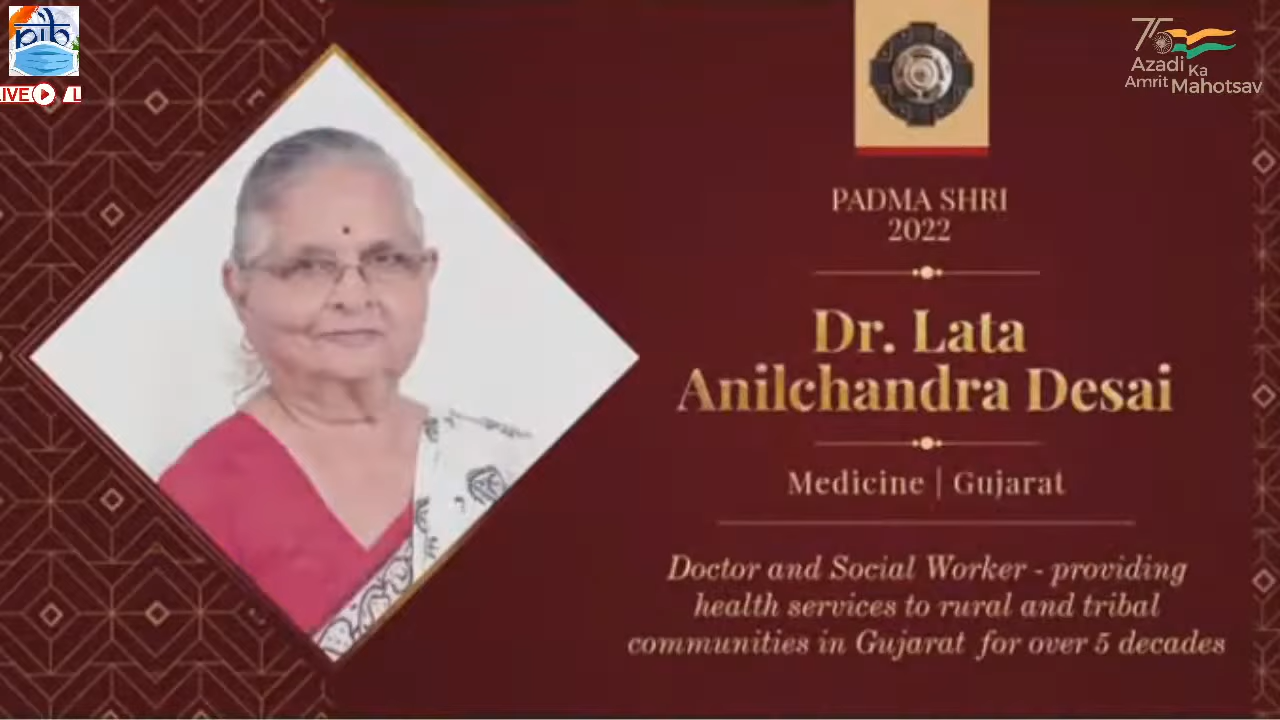 pib
LIVE
75
Azadi Ka
Amrit Mahotsav
PADMA SHRI
2022
Dr. Lata
Anilchandra Desai
Medicine | Gujarat
Doctor and Social Worker - providing
health services to rural and tribal
communities in Gujarat for over 5 decades